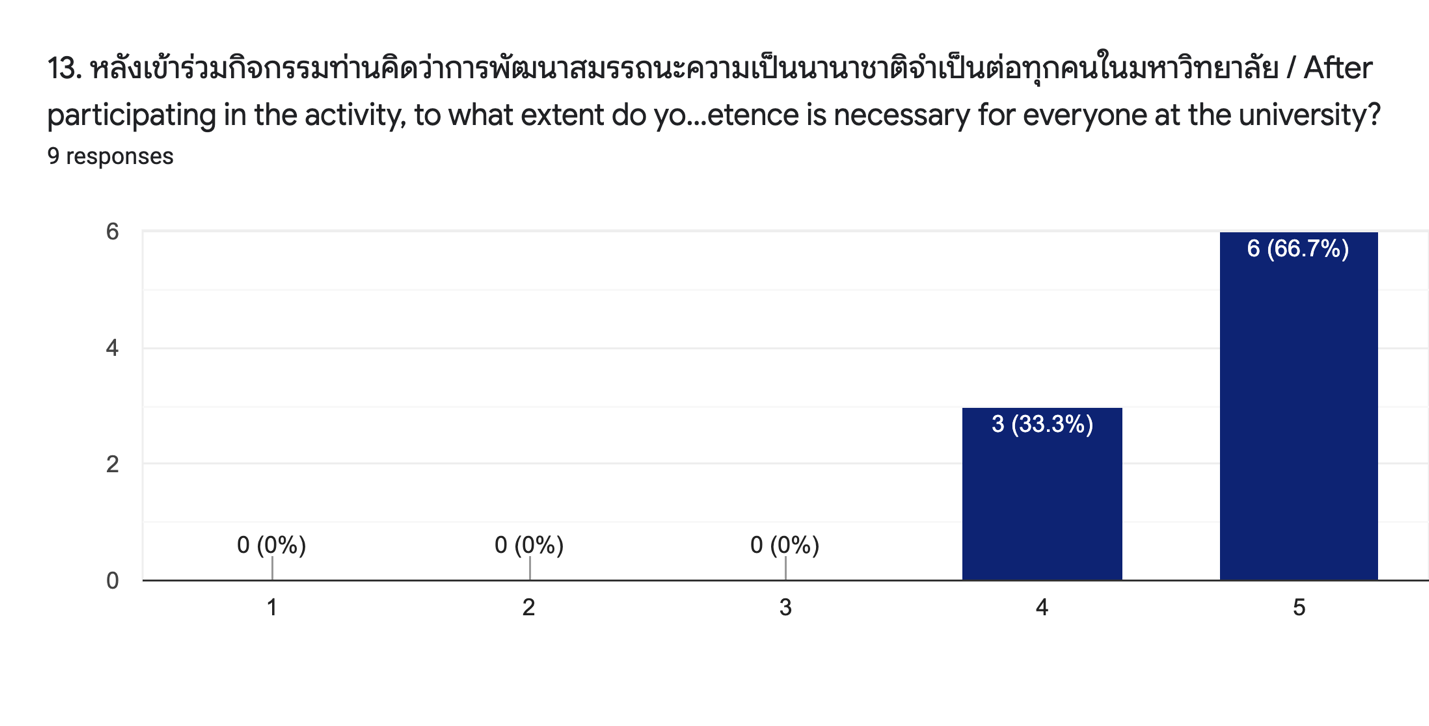 13. หลังเข้าร่วมกิจกรรมท่านคิดว่าการพัฒนาสมรรถนะความเป็นนานาชาติจำเป็นต่อทุกคนในมหาวิทยาลัย / After
participating in the activity, to what extent do yo...etence is necessary for everyone at the university?
9 responses
6
6 (66.7%)
4
3 (33.3%)
2
0 (0%) 0 (0%) 0 (0%)
0
1 2 3 4 5